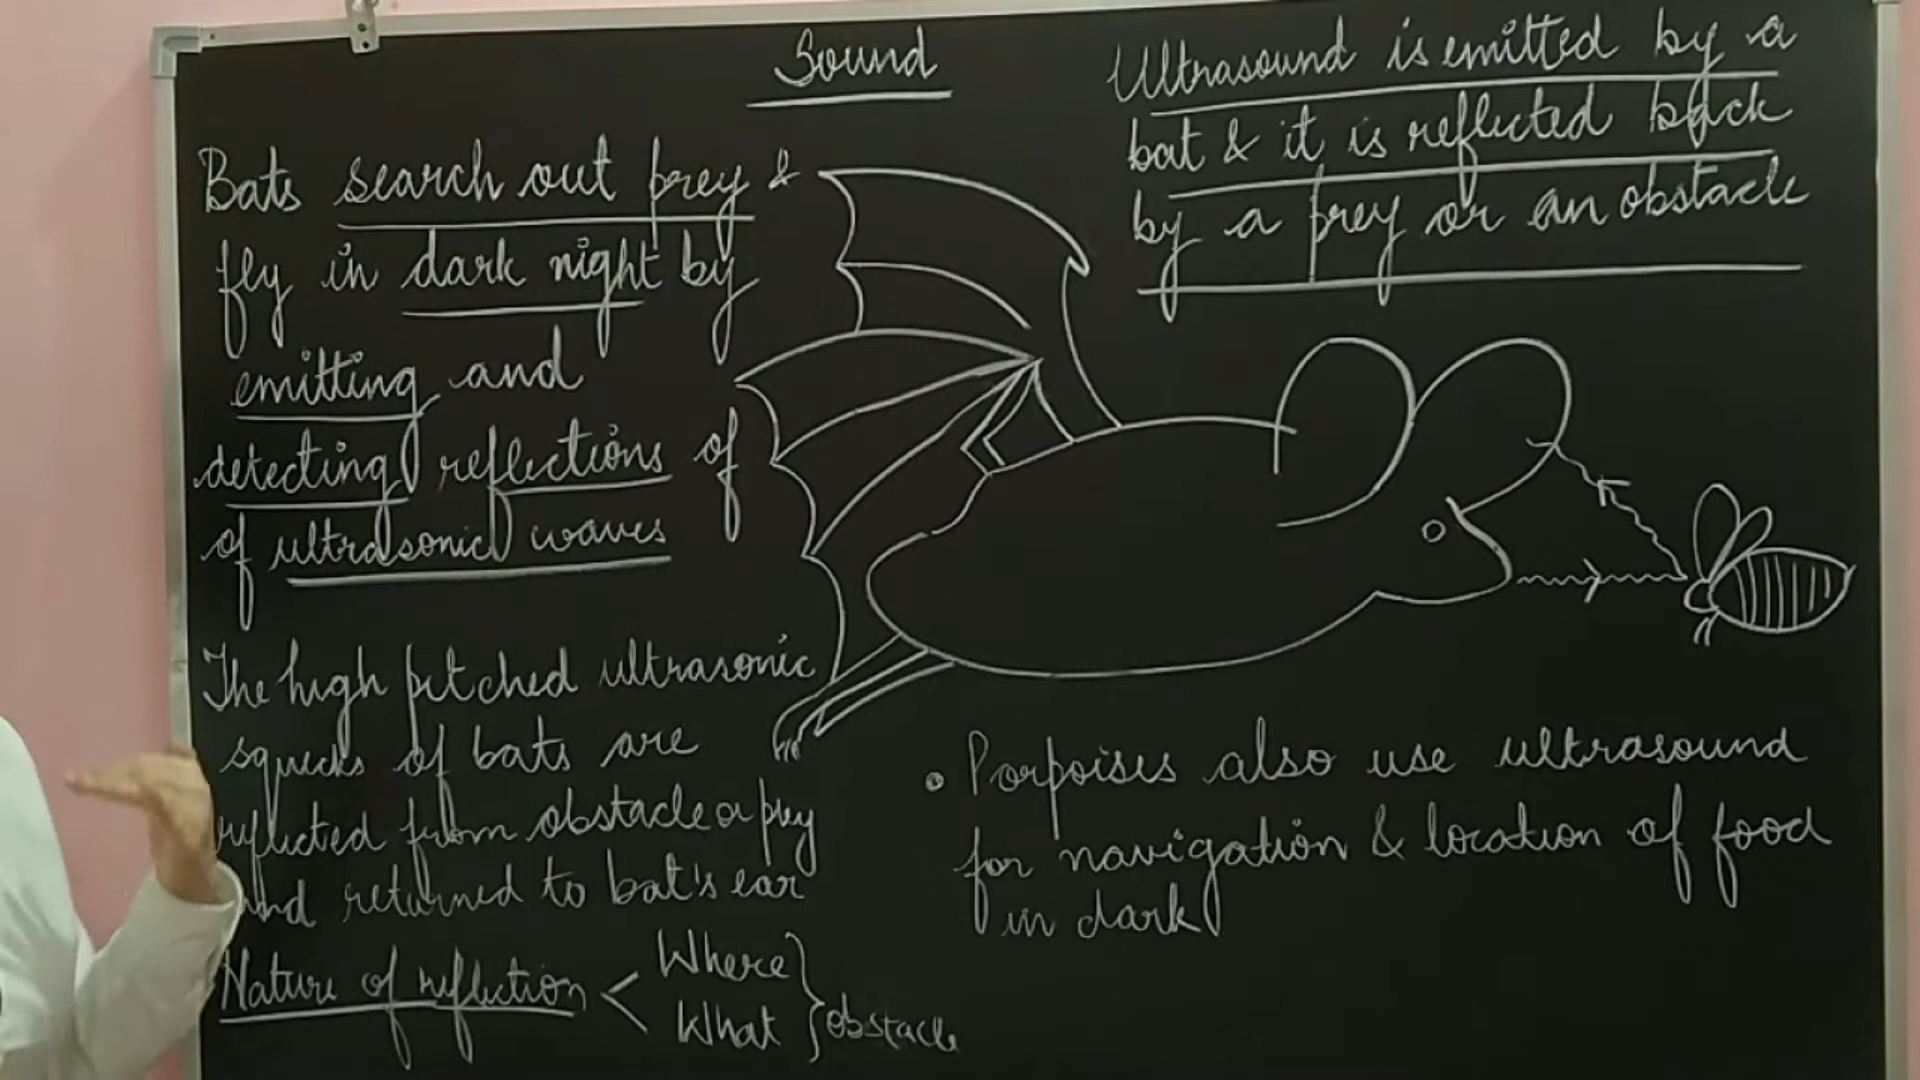 Sound
Bats search out prey &
fly in dark night by
emitting and
detecting reflections of
of ultrasonic waves
The high pitched ultrasonic
squeaks of bats are
reflected from obstacle or prey
and returned to bat's ear
Nature of reflection < Where
What } obstacle
Ultrasound is emitted by a
bat & it is reflected back
by a prey or an obstacle
• Porpoises also use ultrasound
for navigation & location of food
in dark